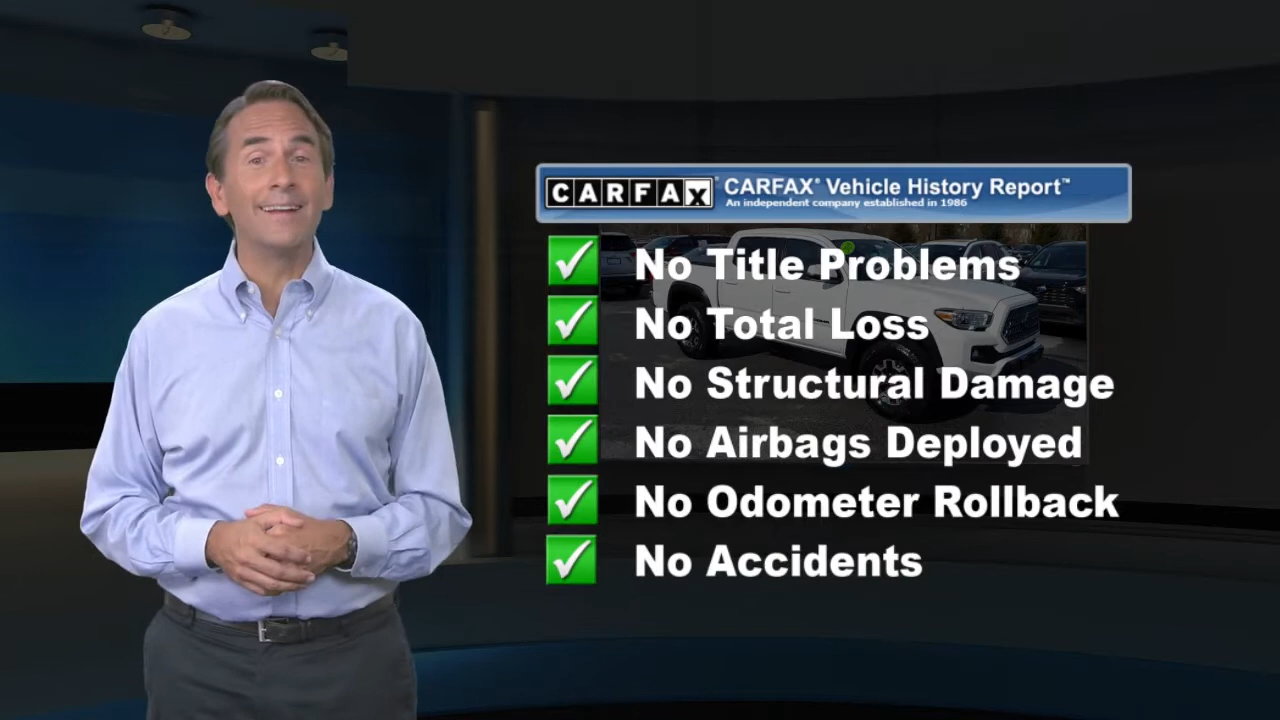 CARFAX CARFAX® Vehicle History Report™
An independent company established in 1986
No Title Problems
No Total Loss
No Structural Damage
No Airbags Deployed
No Odometer Rollback
No Accidents